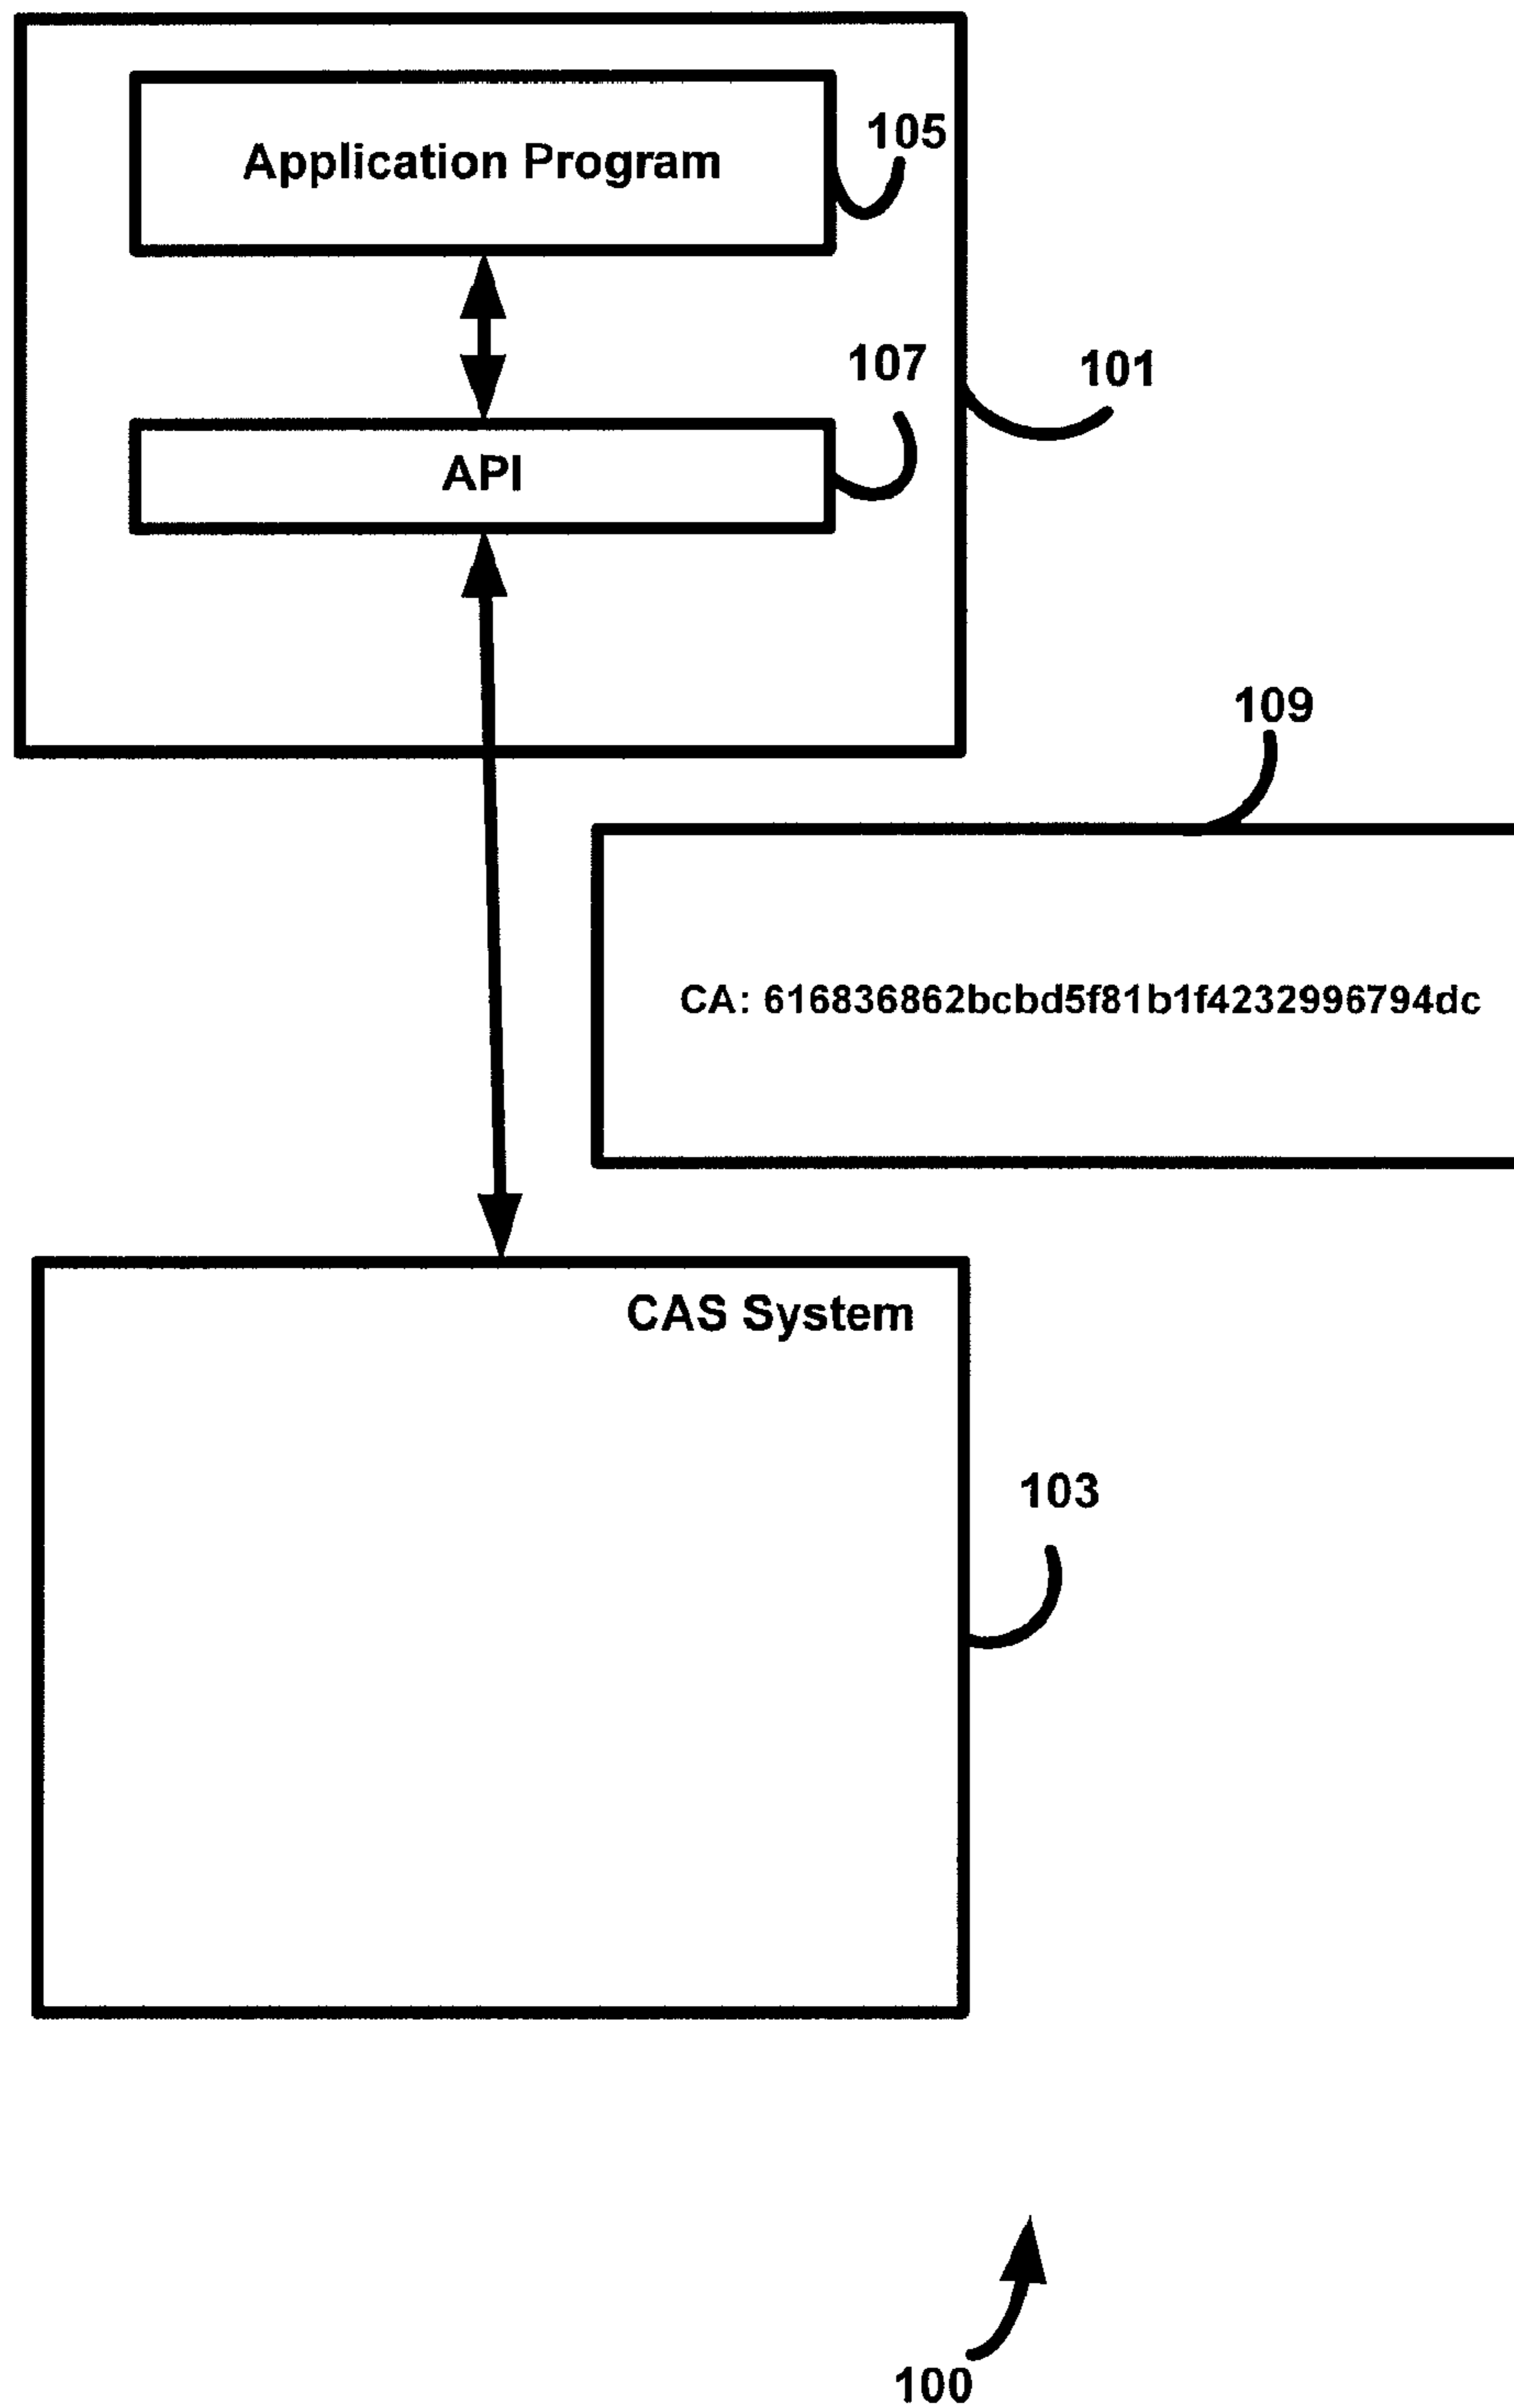 Application Program
105
107
101
API
109
CA: 616836862bcbd5f81b1f4232996794dc
CAS System
103
100